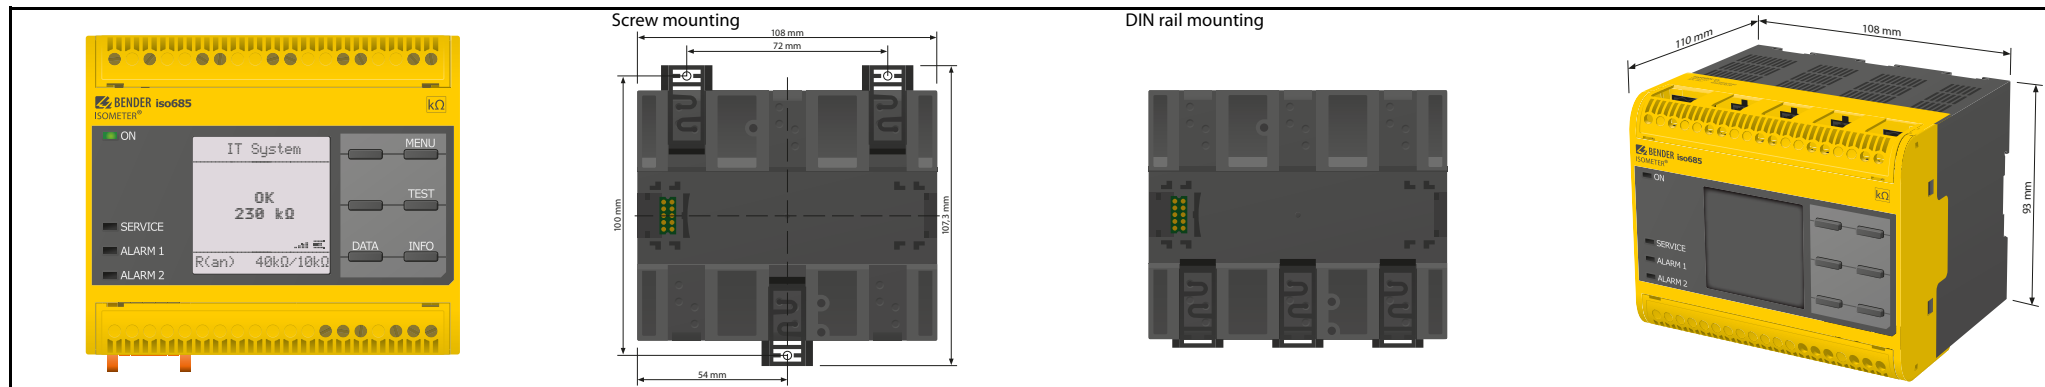 Screw mounting
DIN rail mounting
108 mm
72 mm
100 mm
107,3 mm
54 mm
110 mm
108 mm
93 mm
BENDER iso685
ISOMETER®
kΩ
ON
IT System
OK
230 kΩ
R(an) 40kΩ/10kΩ
MENU
TEST
DATA
INFO
SERVICE
ALARM 1
ALARM 2
BENDER iso685
ISOMETER®
kΩ
ON
SERVICE
ALARM 1
ALARM 2